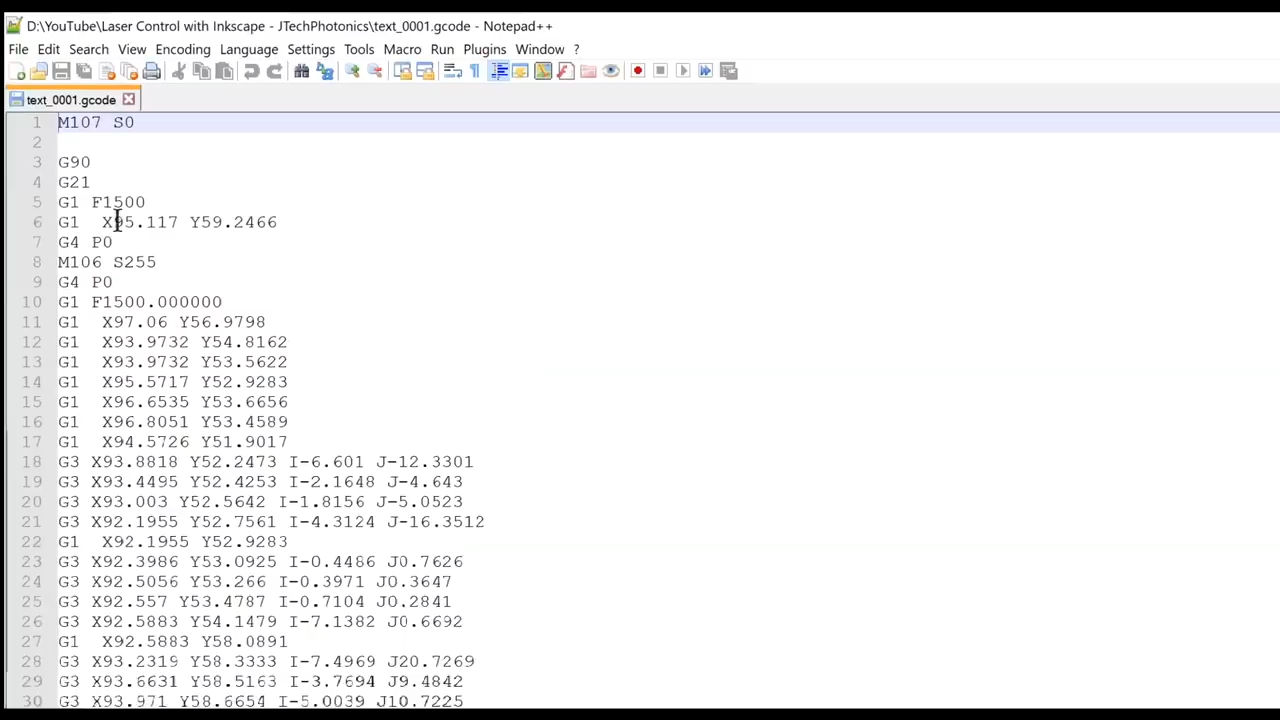 D:\YouTube\Laser Control with Inkscape - JTechPhotonics\text_0001.gcode - Notepad++
File Edit Search View Encoding Language Settings Tools Macro Run Plugins Window ?
text_0001.gcode
1 M107 S0
2
3 G90
4 G21
5 G1 F1500
6 G1  X95.117 Y59.2466
7 G4 P0
8 M106 S255
9 G4 P0
10 G1 F1500.000000
11 G1  X97.06 Y56.9798
12 G1  X93.9732 Y54.8162
13 G1  X93.9732 Y53.5622
14 G1  X95.5717 Y52.9283
15 G1  X96.6535 Y53.6656
16 G1  X96.8051 Y53.4589
17 G1  X94.5726 Y51.9017
18 G3 X93.8818 Y52.2473 I-6.601 J-12.3301
19 G3 X93.4495 Y52.4253 I-2.1648 J-4.643
20 G3 X93.003 Y52.5642 I-1.8156 J-5.0523
21 G3 X92.1955 Y52.7561 I-4.3124 J-16.3512
22 G1  X92.1955 Y52.9283
23 G3 X92.3986 Y53.0925 I-0.4486 J0.7626
24 G3 X92.5056 Y53.266 I-0.3971 J0.3647
25 G3 X92.557 Y53.4787 I-0.7104 J0.2841
26 G3 X92.5883 Y54.1479 I-7.1382 J0.6692
27 G1  X92.5883 Y58.0891
28 G3 X93.2319 Y58.3333 I-7.4969 J20.7269
29 G3 X93.6631 Y58.5163 I-3.7694 J9.4842
30 G3 X93.971 Y58.6654 I-5.0039 J10.7225